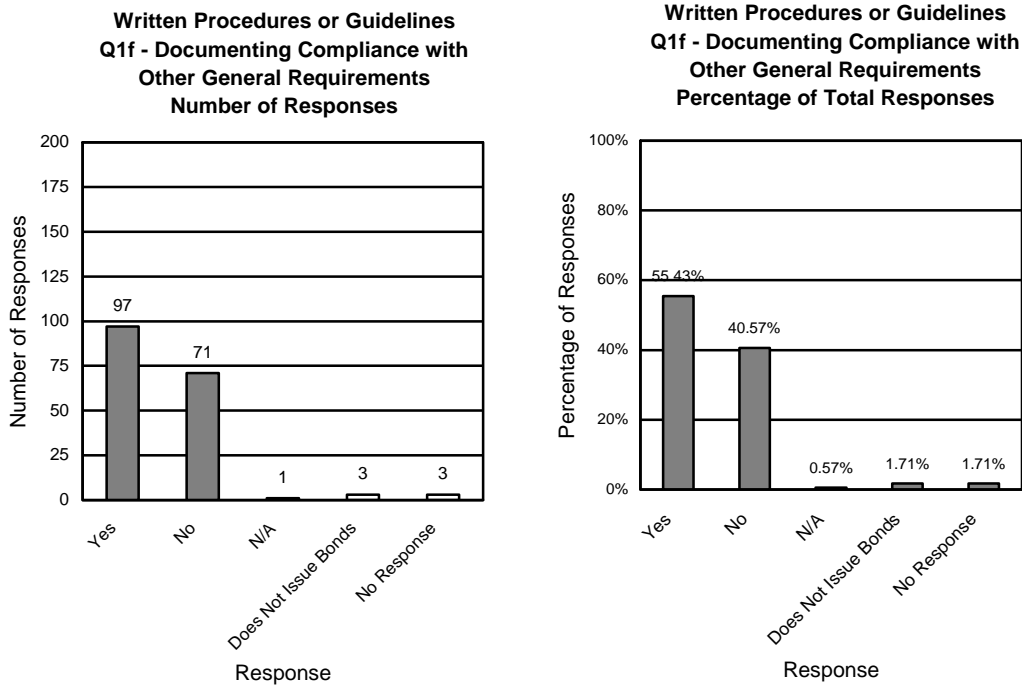 Written Procedures or Guidelines
Q1f - Documenting Compliance with
Other General Requirements
Number of Responses
200
175
150
125
100
75
50
25
0
Number of Responses
97
71
1
3
3
Yes
No
N/A
Does Not Issue Bonds
No Response
Response
Written Procedures or Guidelines
Q1f - Documenting Compliance with
Other General Requirements
Percentage of Total Responses
100%
80%
60%
40%
20%
0%
Percentage of Responses
55.43%
40.57%
0.57%
1.71%
1.71%
Yes
No
N/A
Does Not Issue Bonds
No Response
Response